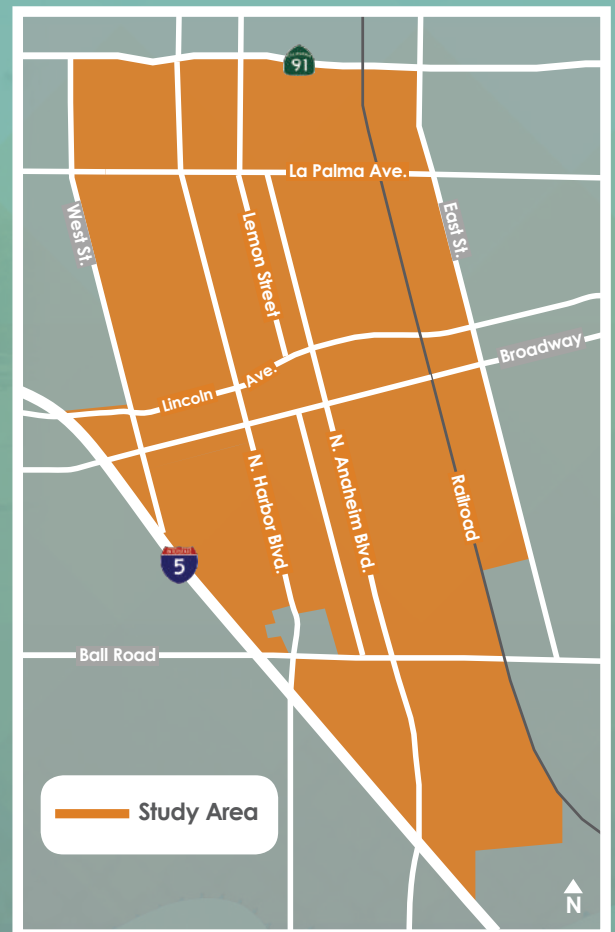 91
La Palma Ave.
West St.
Lemon Street
East St.
Broadway
Lincoln Ave.
N. Harbor Blvd.
N. Anaheim Blvd.
Railroad
5
Ball Road
Study Area
N